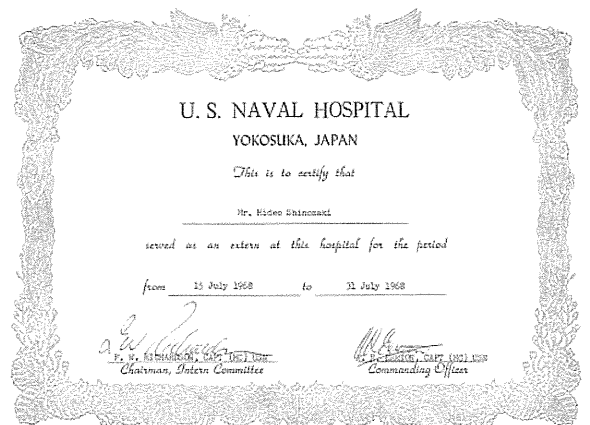 U. S. NAVAL HOSPITAL
YOKOSUKA, JAPAN
This is to certify that
Mr. Hideo Shinozaki
served as an extern at this hospital for the period
from 15 July 1968 to 31 July 1968
F. W. RICHARDSON, CAPT (MC) USN
CAPT (MC) USN
Chairman, Intern Committee
Commanding Officer